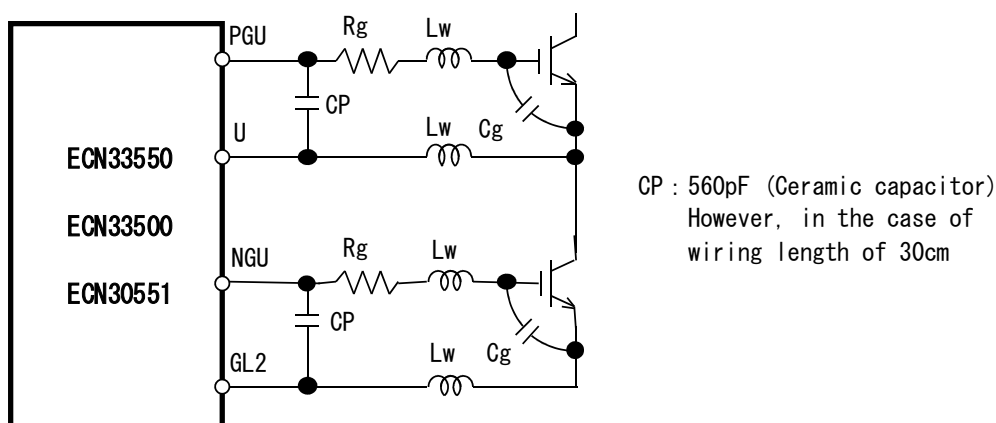 PGU
Rg
Lw
CP
U
Lw
Cg
ECN33550
ECN33500
ECN30551
CP : 560pF (Ceramic capacitor)
However, in the case of
wiring length of 30cm
NGU
Rg
Lw
CP
GL2
Lw
Cg